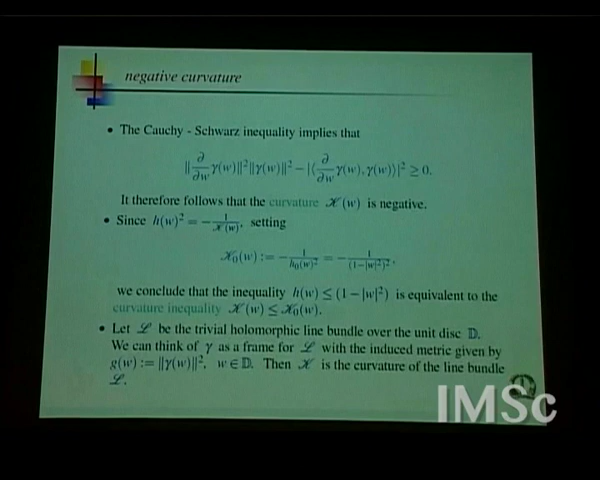 negative curvature
• The Cauchy - Schwarz inequality implies that
‖∂/∂w γ(w)‖²‖γ(w)‖² − |⟨∂/∂w γ(w), γ(w)⟩|² ≥ 0.
It therefore follows that the curvature 𝒦(w) is negative.
• Since h(w)² = −1/𝒦(w), setting
𝒦₀(w) := −1/h₀(w)² = −1/(1−|w|²)²,
we conclude that the inequality h(w) ≤ (1 − |w|²) is equivalent to the
curvature inequality 𝒦(w) ≤ 𝒦₀(w).
• Let ℒ be the trivial holomorphic line bundle over the unit disc 𝔻.
We can think of γ as a frame for ℒ with the induced metric given by
g(w) := ‖γ(w)‖², w ∈ 𝔻. Then 𝒦 is the curvature of the line bundle
ℒ.
IMSc